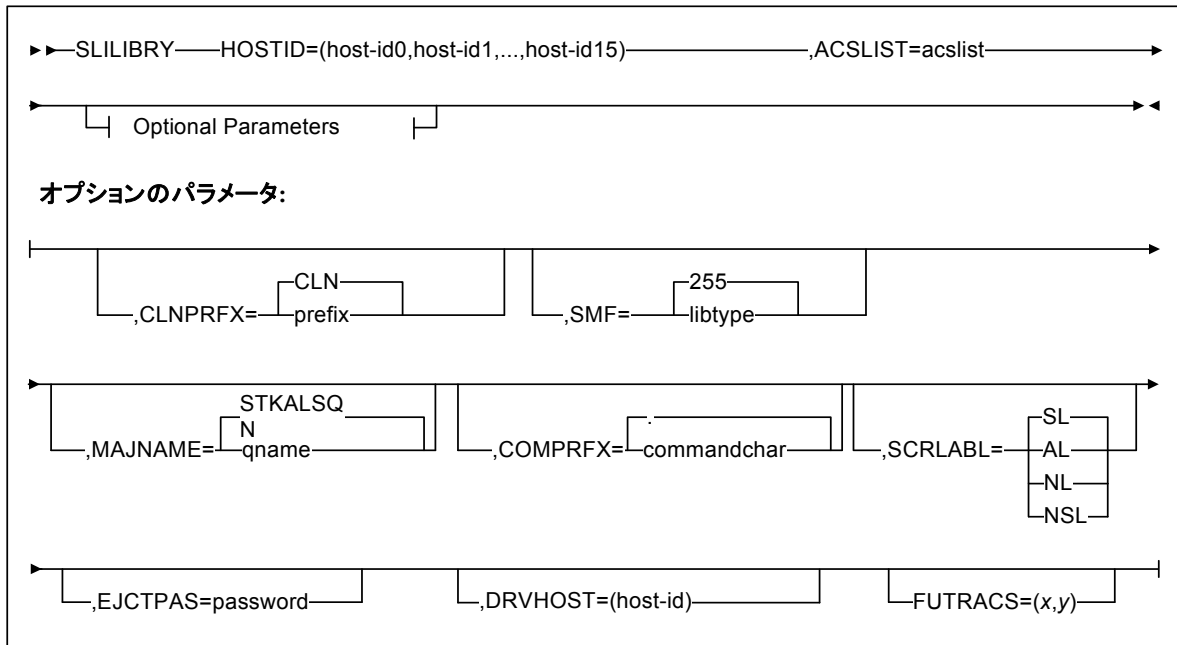 SLILIBRY HOSTID=(host-id0,host-id1,...,host-id15) ,ACSLIST=acslist
Optional Parameters
オプションのパラメータ:
CLN 255
,CLNPRFX= prefix ,SMF= libtype
STKALSQ
N . SL
,MAJNAME= qname ,COMPRFX= commandchar ,SCRLABL= AL
NL
NSL
,EJCTPAS=password ,DRVHOST=(host-id) FUTRACS=(x,y)